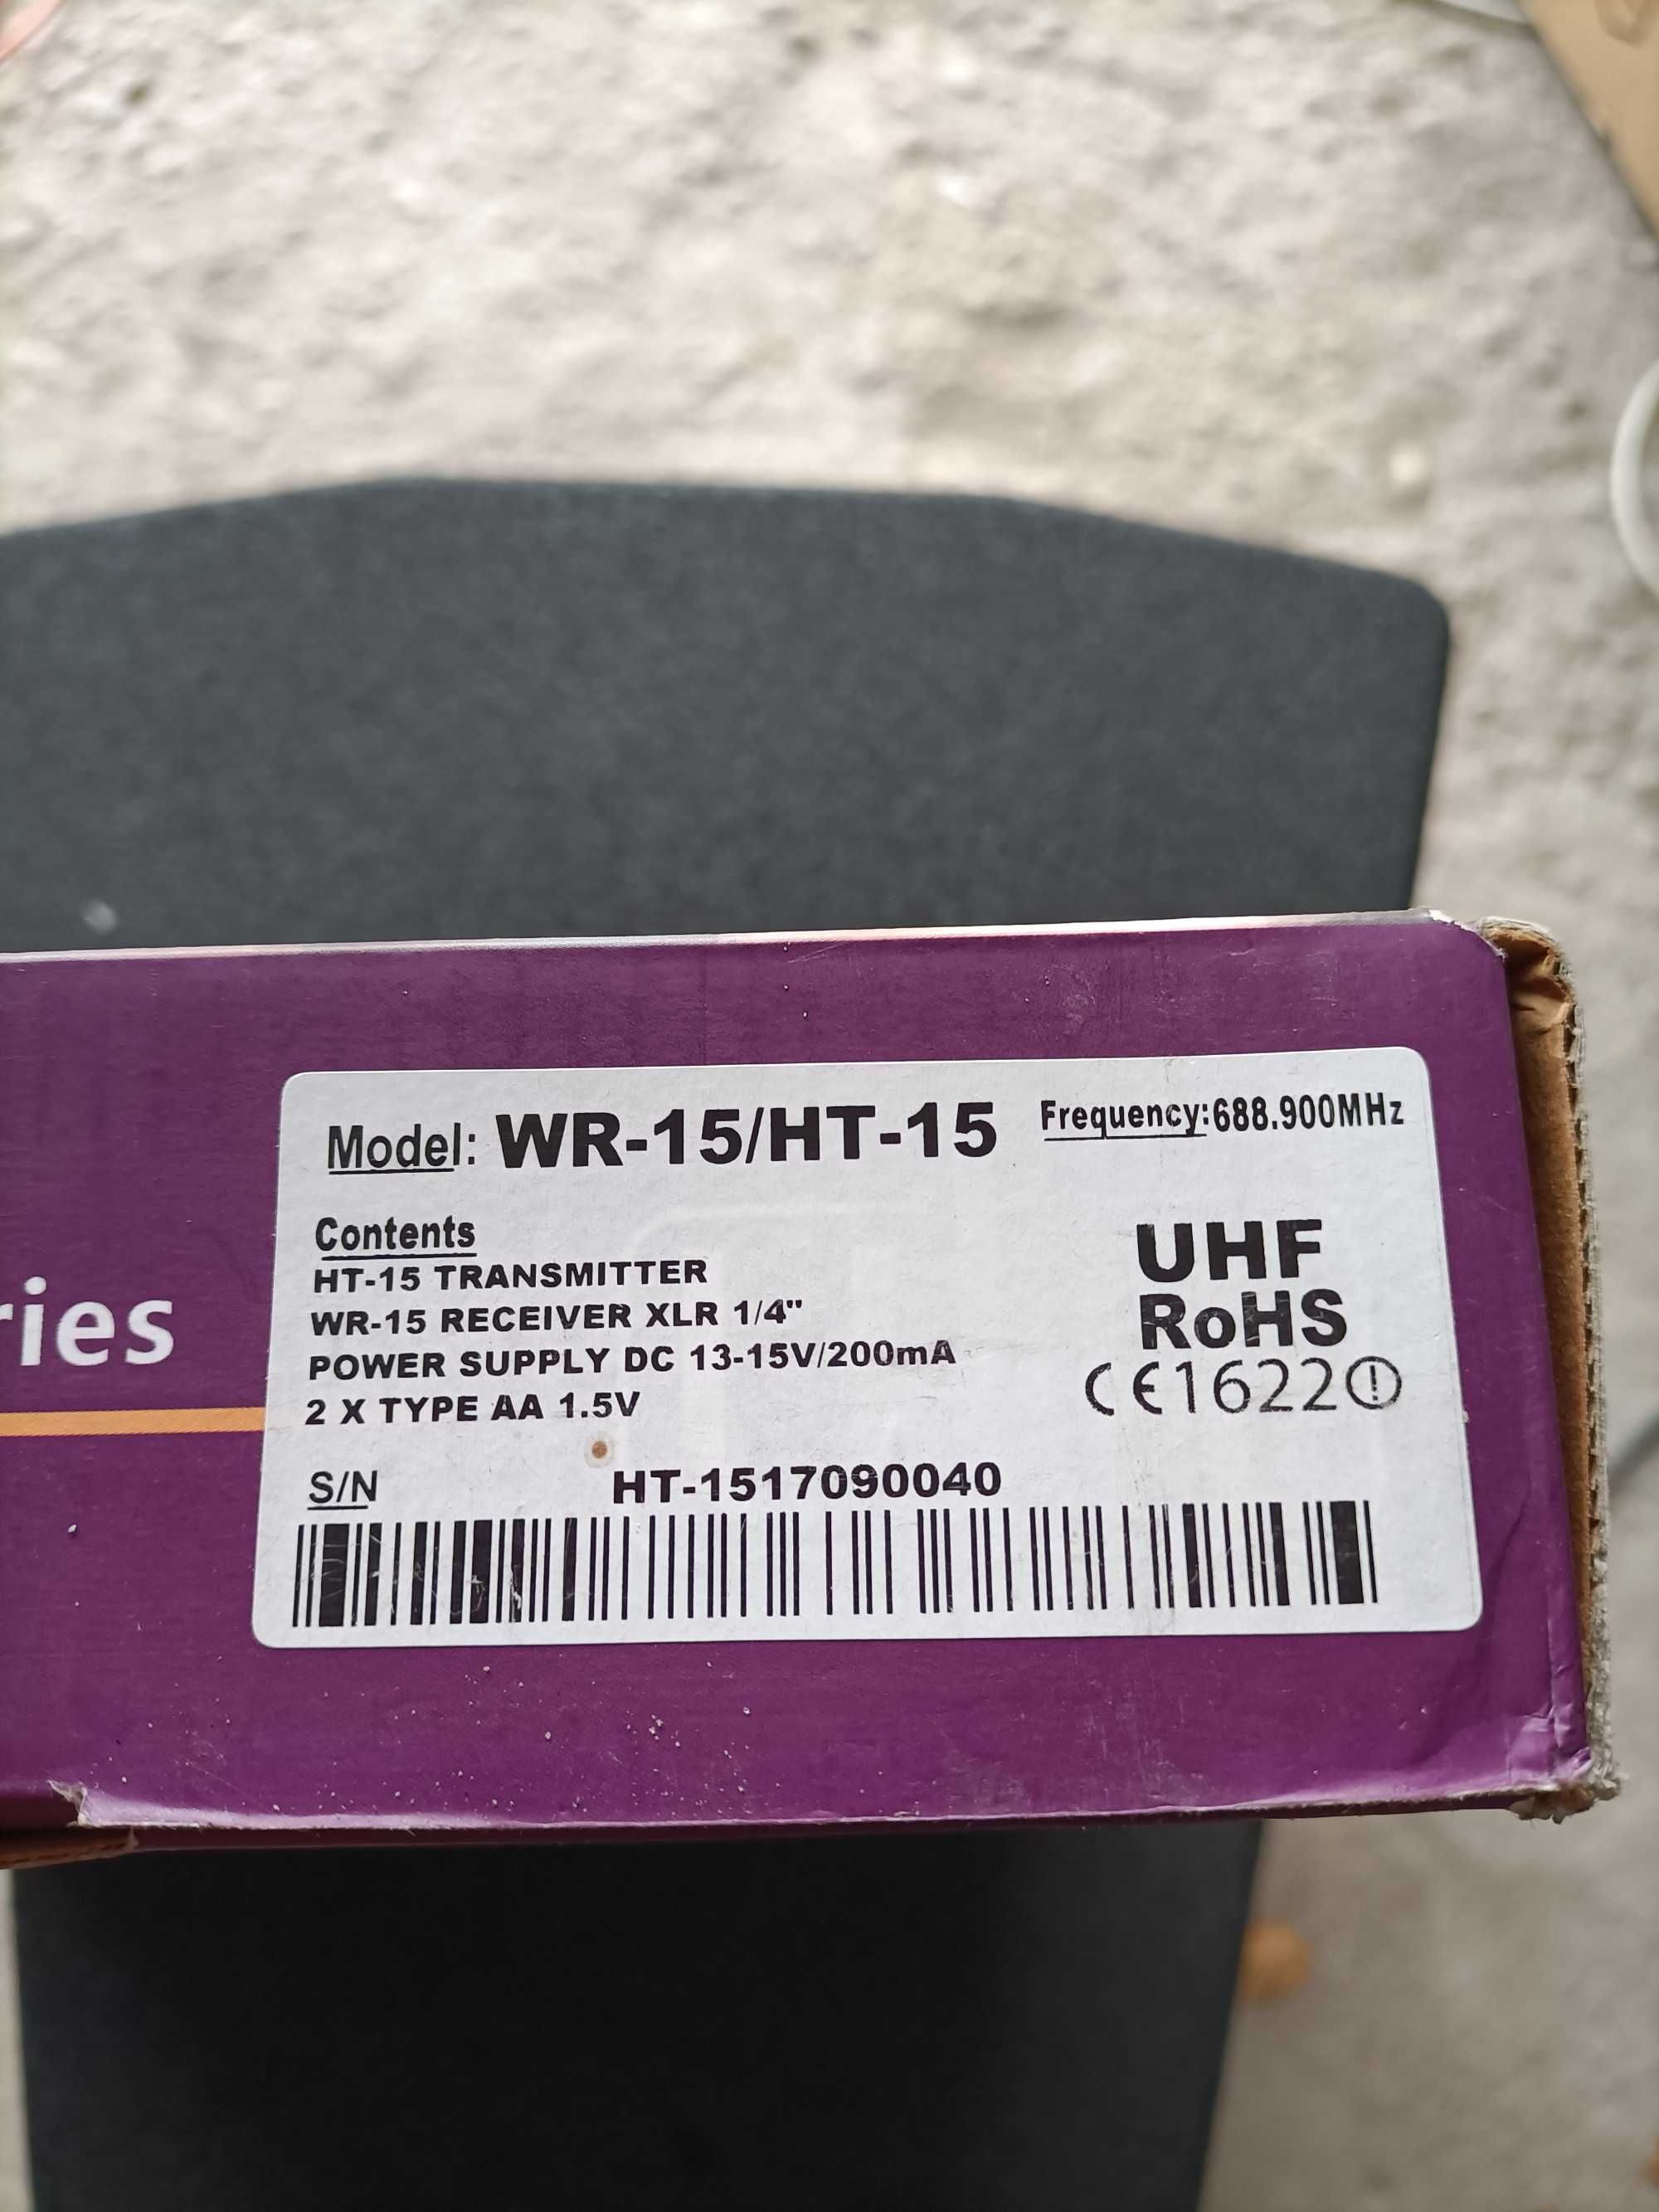 Model: WR-15/HT-15 Frequency:688.900MHz
Contents
HT-15 TRANSMITTER
WR-15 RECEIVER XLR 1/4"
POWER SUPPLY DC 13-15V/200mA
2 X TYPE AA 1.5V
UHF
RoHS
CE1622
ries
S/N HT-1517090040